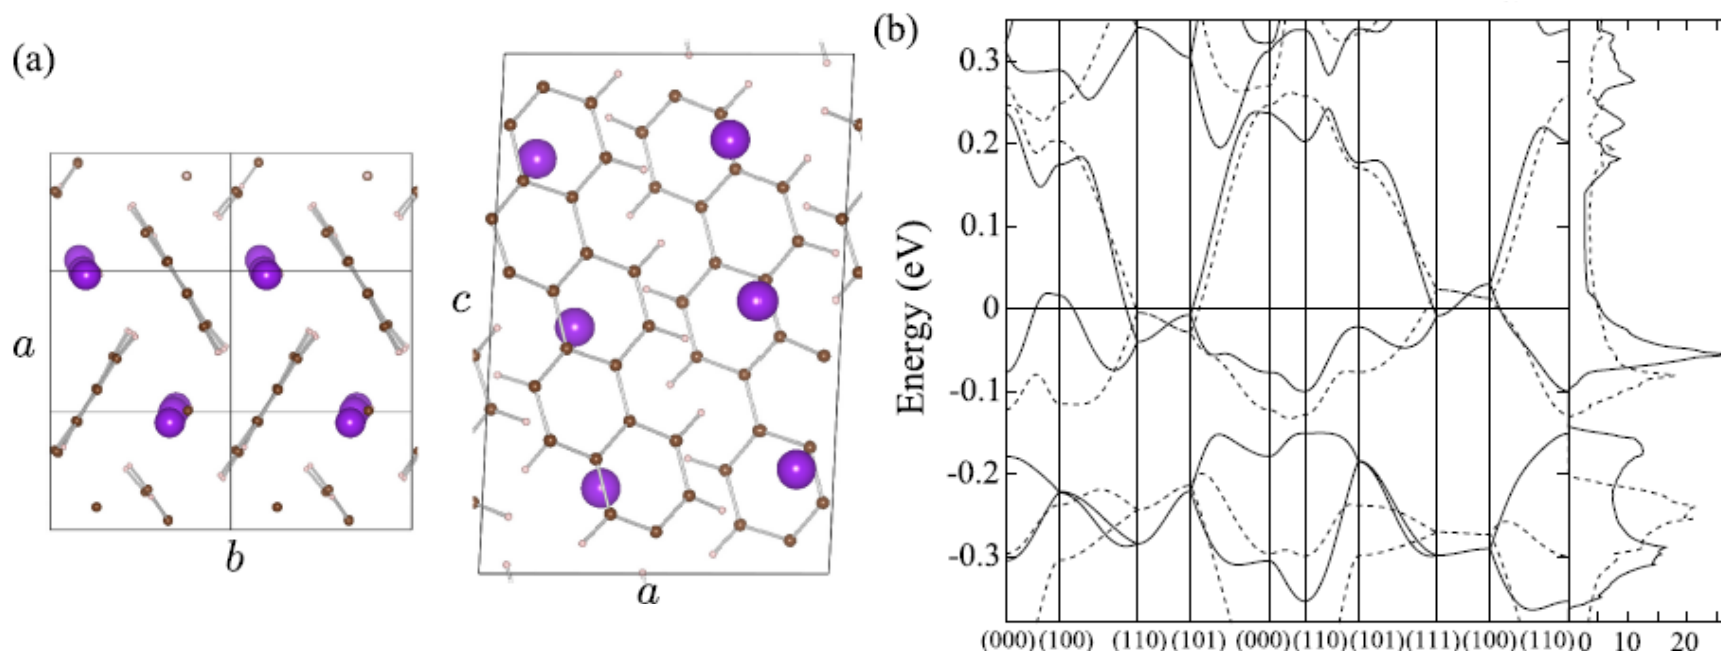 (a)
a
b
c
a
(b)
Energy (eV)
0.3
0.2
0.1
0
-0.1
-0.2
-0.3
(000)(100) (110)(101) (000)(110)(101) (111)(100)(110)0 10 20